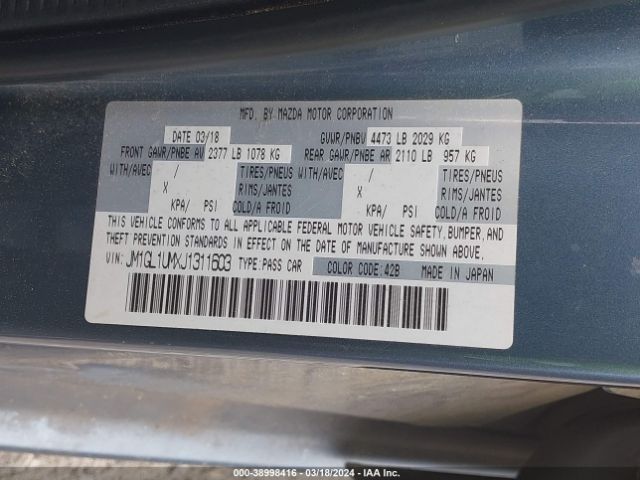 MFD. BY MAZDA MOTOR CORPORATION
DATE 03/18 GVWR/PNBV 4473 LB 2029 KG
FRONT GAWR/PNBE AV 2377 LB 1078 KG REAR GAWR/PNBE AR 2110 LB 957 KG
WITH/AVEC / TIRES/PNEUS WITH/AVEC / TIRES/PNEUS
X RIMS/JANTES X RIMS/JANTES
KPA/ PSI COLD/A FROID KPA/ PSI COLD/A FROID
THIS VEHICLE CONFORMS TO ALL APPLICABLE FEDERAL MOTOR VEHICLE SAFETY, BUMPER, AND
THEFT PREVENTION STANDARDS IN EFFECT ON THE DATE OF MANUFACTURE SHOWN ABOVE.
VIN: JM1GL1UMXJ1311603 TYPE:PASS CAR COLOR CODE:42B MADE IN JAPAN
00-38998416 - 03/18/2024 - IAA Inc.